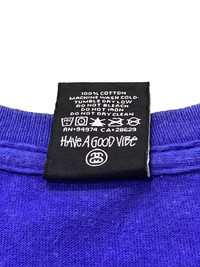 100% COTTON
MACHINE WASH COLD
TUMBLE DRY LOW
DO NOT BLEACH
DO NOT IRON
DO NOT DRY CLEAN
RN•94974 CA•28629
HAVE A GOOD VIBE